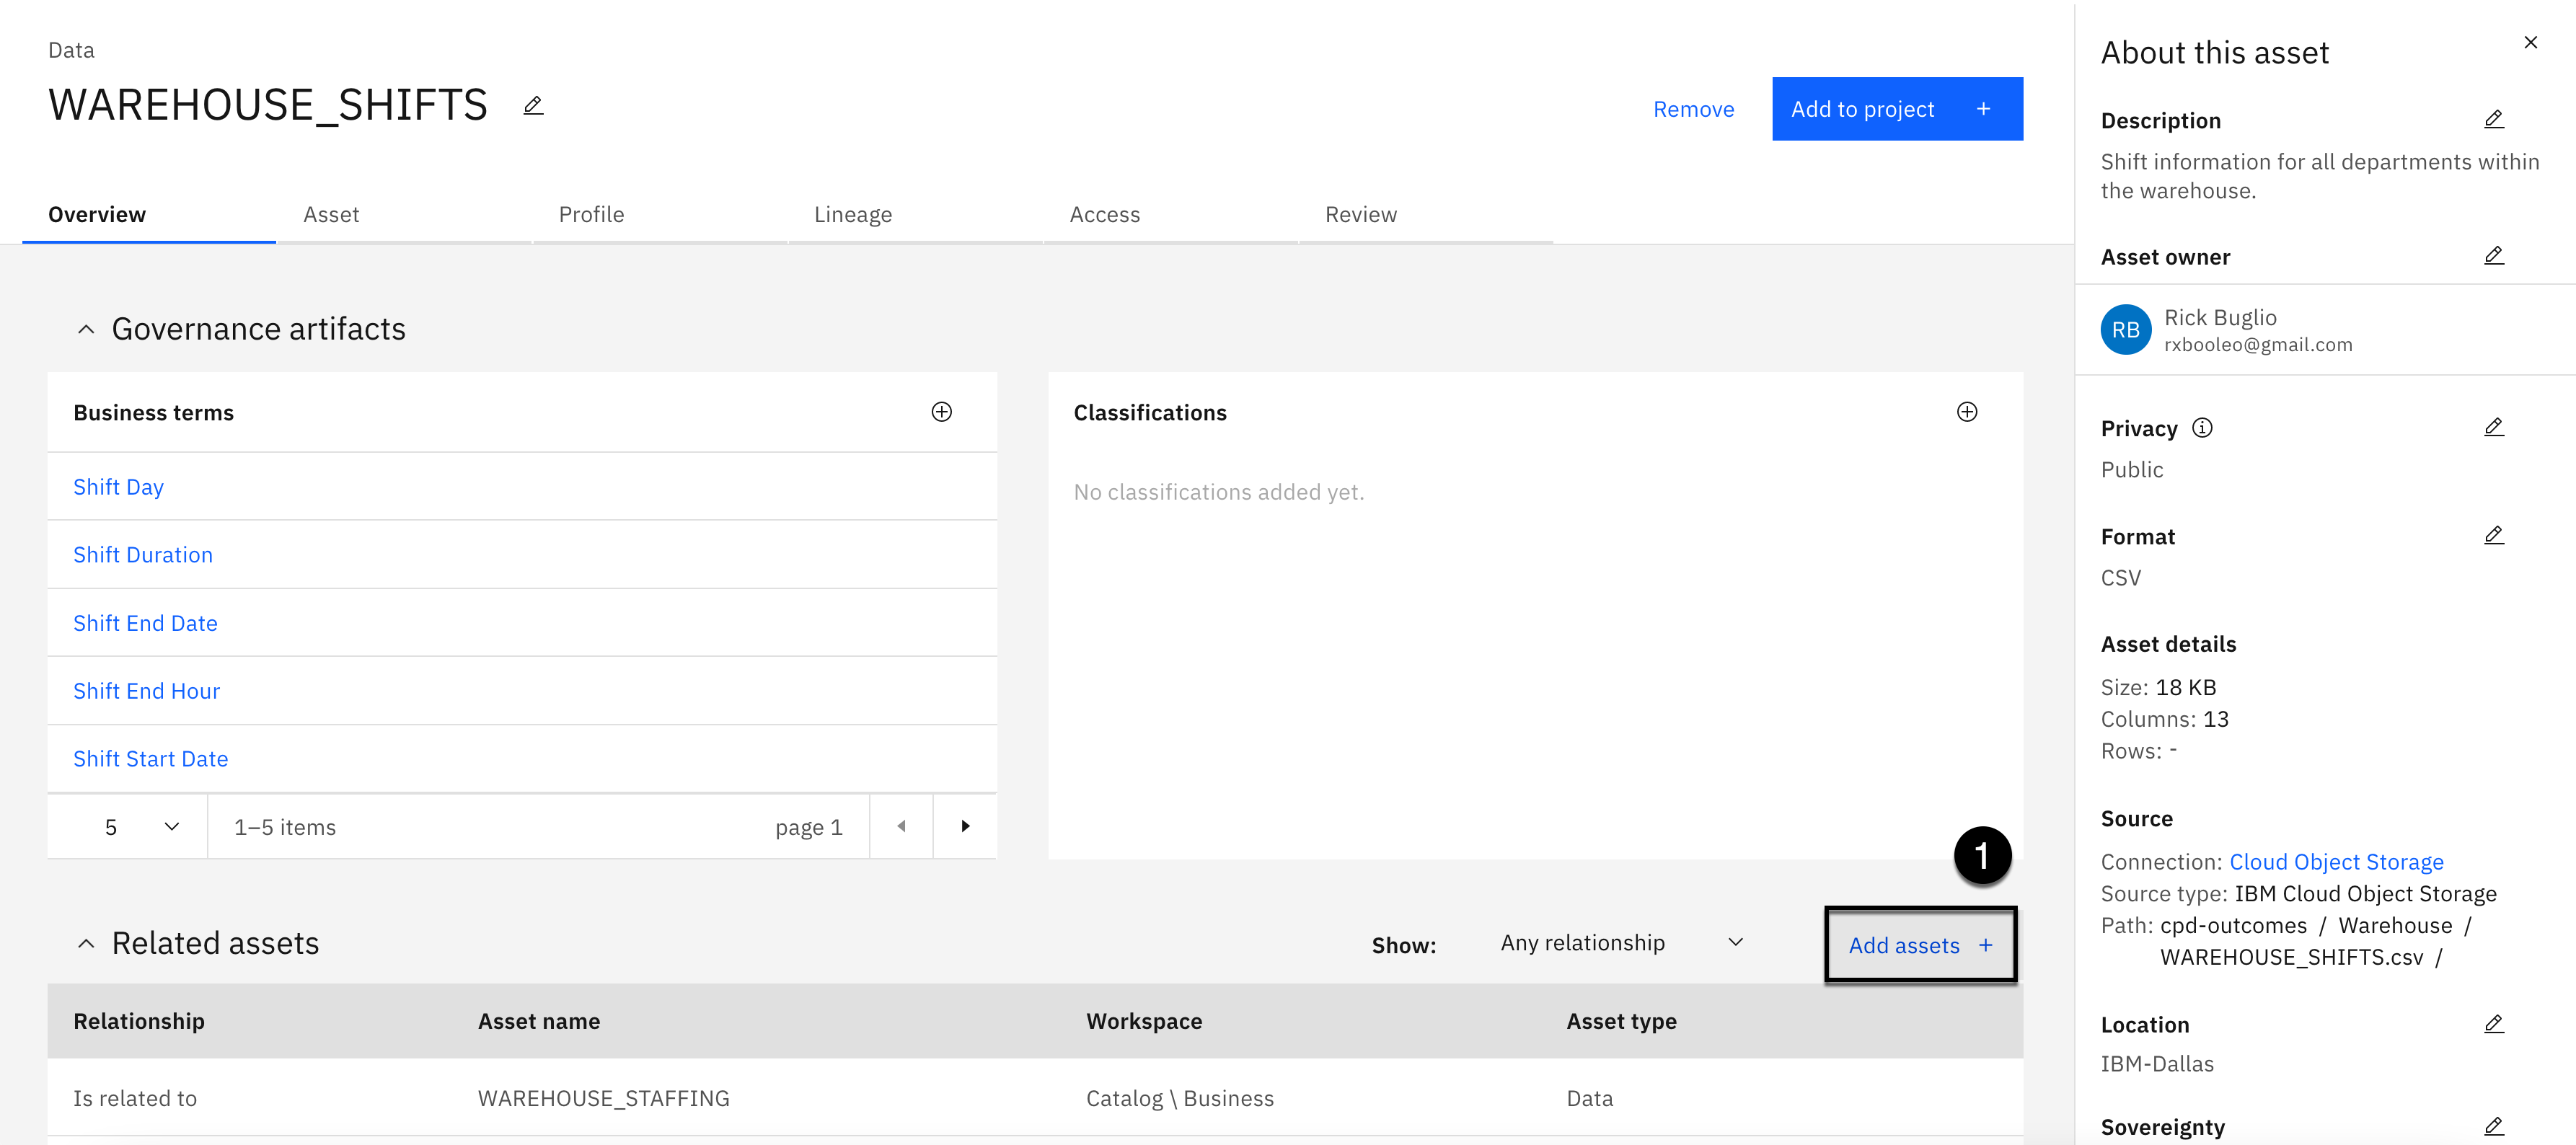 Data
WAREHOUSE_SHIFTS
Remove
Add to project +
Overview
Asset
Profile
Lineage
Access
Review
Governance artifacts
Business terms
Shift Day
Shift Duration
Shift End Date
Shift End Hour
Shift Start Date
5
1–5 items
page 1
Classifications
No classifications added yet.
1
Related assets
Show:
Any relationship
Add assets +
Relationship
Asset name
Workspace
Asset type
Is related to
WAREHOUSE_STAFFING
Catalog \ Business
Data
About this asset
Description
Shift information for all departments within
the warehouse.
Asset owner
RB
Rick Buglio
rxbooleo@gmail.com
Privacy
Public
Format
CSV
Asset details
Size: 18 KB
Columns: 13
Rows: -
Source
Connection: Cloud Object Storage
Source type: IBM Cloud Object Storage
Path: cpd-outcomes / Warehouse /
WAREHOUSE_SHIFTS.csv /
Location
IBM-Dallas
Sovereignty